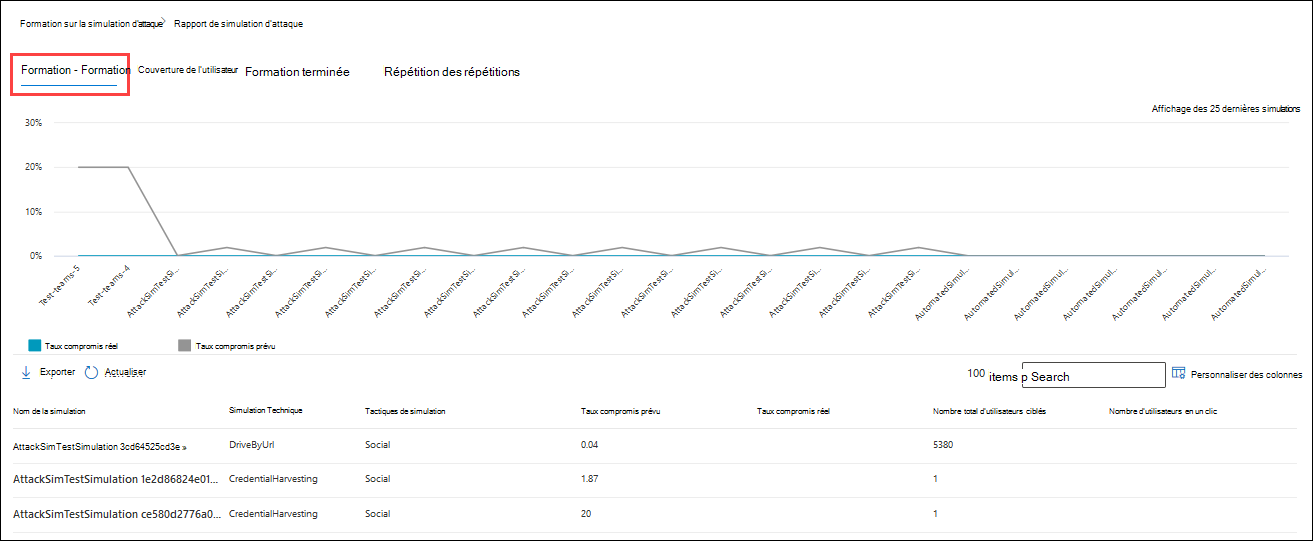 Formation sur la simulation d'attaque > Rapport de simulation d'attaque
Formation - Formation Couverture de l'utilisateur Formation terminée Répétition des répétitions
Affichage des 25 dernières simulations
30%
20%
10%
0%
Test-teams-5 Test-teams-4 AttackSimTestSi... AttackSimTestSi... AttackSimTestSi... AttackSimTestSi... AttackSimTestSi... AttackSimTestSi... AttackSimTestSi... AttackSimTestSi... AttackSimTestSi... AttackSimTestSi... AttackSimTestSi... AttackSimTestSi... AttackSimTestSi... AttackSimTestSi... AttackSimTestSi... AttackSimTestSi... AutomatedSimul... AutomatedSimul... AutomatedSimul... AutomatedSimul... AutomatedSimul... AutomatedSimul... AutomatedSimul...
Taux compromis réel Taux compromis prévu
Exporter Actualiser 100 items p Search Personnaliser des colonnes
Nom de la simulation Simulation Technique Tactiques de simulation Taux compromis prévu Taux compromis réel Nombre total d'utilisateurs ciblés Nombre d'utilisateurs en un clic
AttackSimTestSimulation 3cd64525cd3e » DriveByUrl Social 0.04 5380
AttackSimTestSimulation 1e2d86824e01... CredentialHarvesting Social 1.87 1
AttackSimTestSimulation ce580d2776a0... CredentialHarvesting Social 20 1